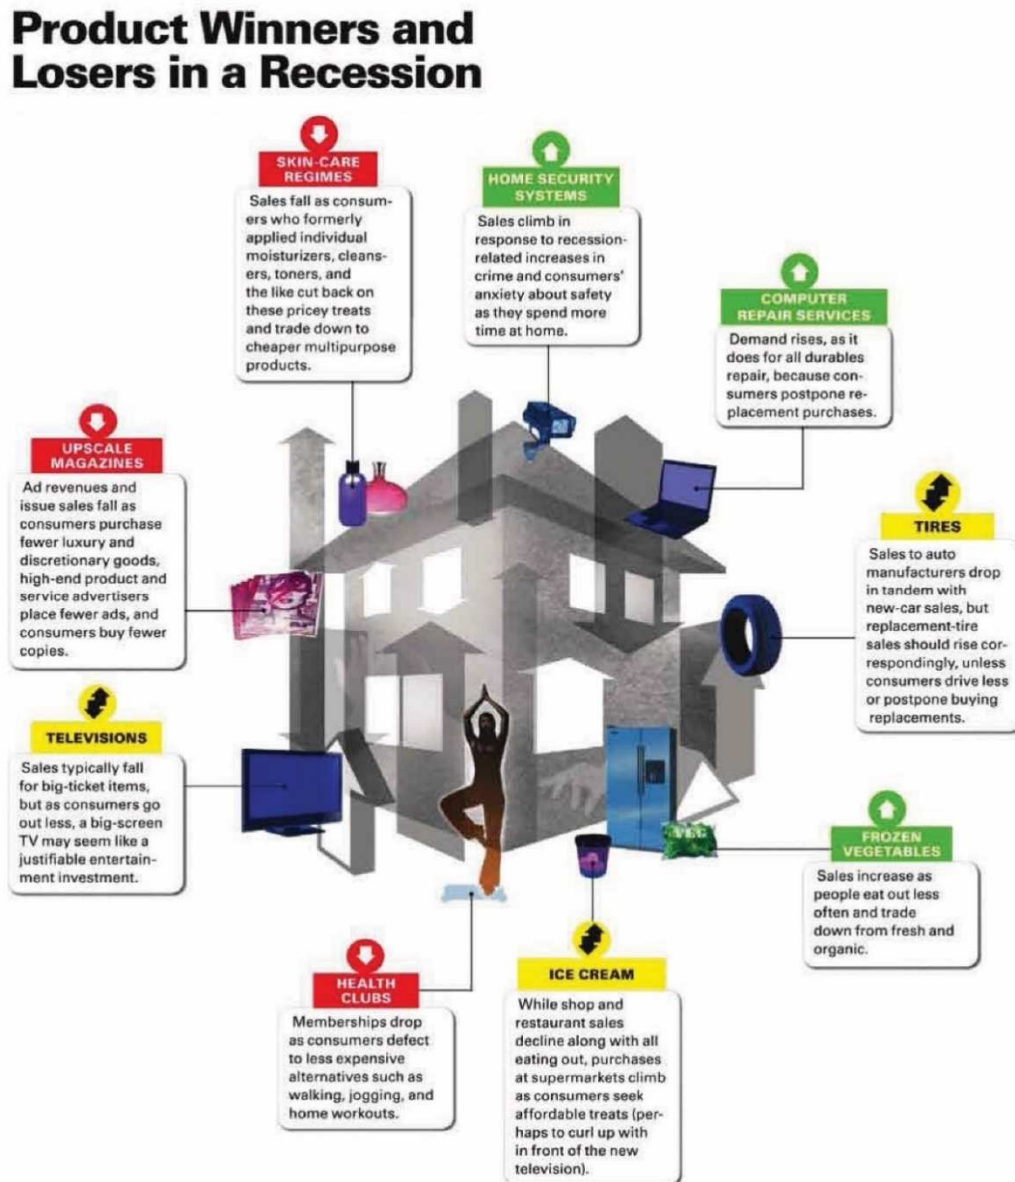 Product Winners and
Losers in a Recession
SKIN-CARE
REGIMES
Sales fall as consum-
ers who formerly
applied individual
moisturizers, cleans-
ers, toners, and
the like cut back on
these pricey treats
and trade down to
cheaper multipurpose
products.
HOME SECURITY
SYSTEMS
Sales climb in
response to recession-
related increases in
crime and consumers'
anxiety about safety
as they spend more
time at home.
COMPUTER
REPAIR SERVICES
Demand rises, as it
does for all durables
repair, because con-
sumers postpone re-
placement purchases.
UPSCALE
MAGAZINES
Ad revenues and
issue sales fall as
consumers purchase
fewer luxury and
discretionary goods,
high-end product and
service advertisers
place fewer ads, and
consumers buy fewer
copies.
TIRES
Sales to auto
manufacturers drop
in tandem with
new-car sales, but
replacement-tire
sales should rise cor-
respondingly, unless
consumers drive less
or postpone buying
replacements.
TELEVISIONS
Sales typically fall
for big-ticket items,
but as consumers go
out less, a big-screen
TV may seem like a
justifiable entertain-
ment investment.
VEG
FROZEN
VEGETABLES
Sales increase as
people eat out less
often and trade
down from fresh and
organic.
HEALTH
CLUBS
Memberships drop
as consumers defect
to less expensive
alternatives such as
walking, jogging, and
home workouts.
ICE CREAM
While shop and
restaurant sales
decline along with all
eating out, purchases
at supermarkets climb
as consumers seek
affordable treats (per-
haps to curl up with
in front of the new
television).